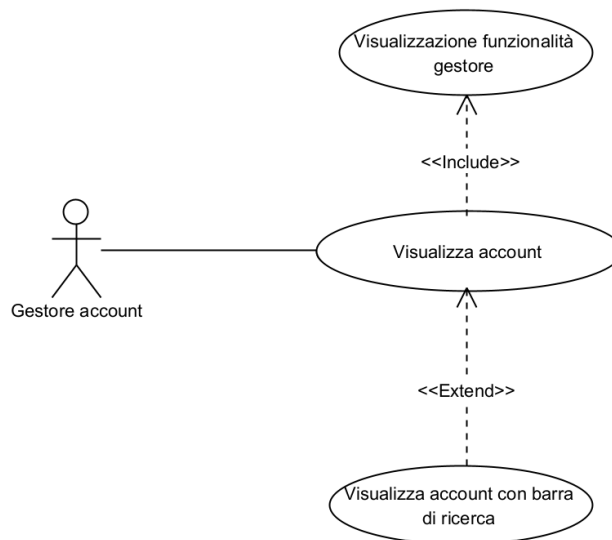 Visualizzazione funzionalità
gestore
<<Include>>
Visualizza account
Gestore account
<<Extend>>
Visualizza account con barra
di ricerca